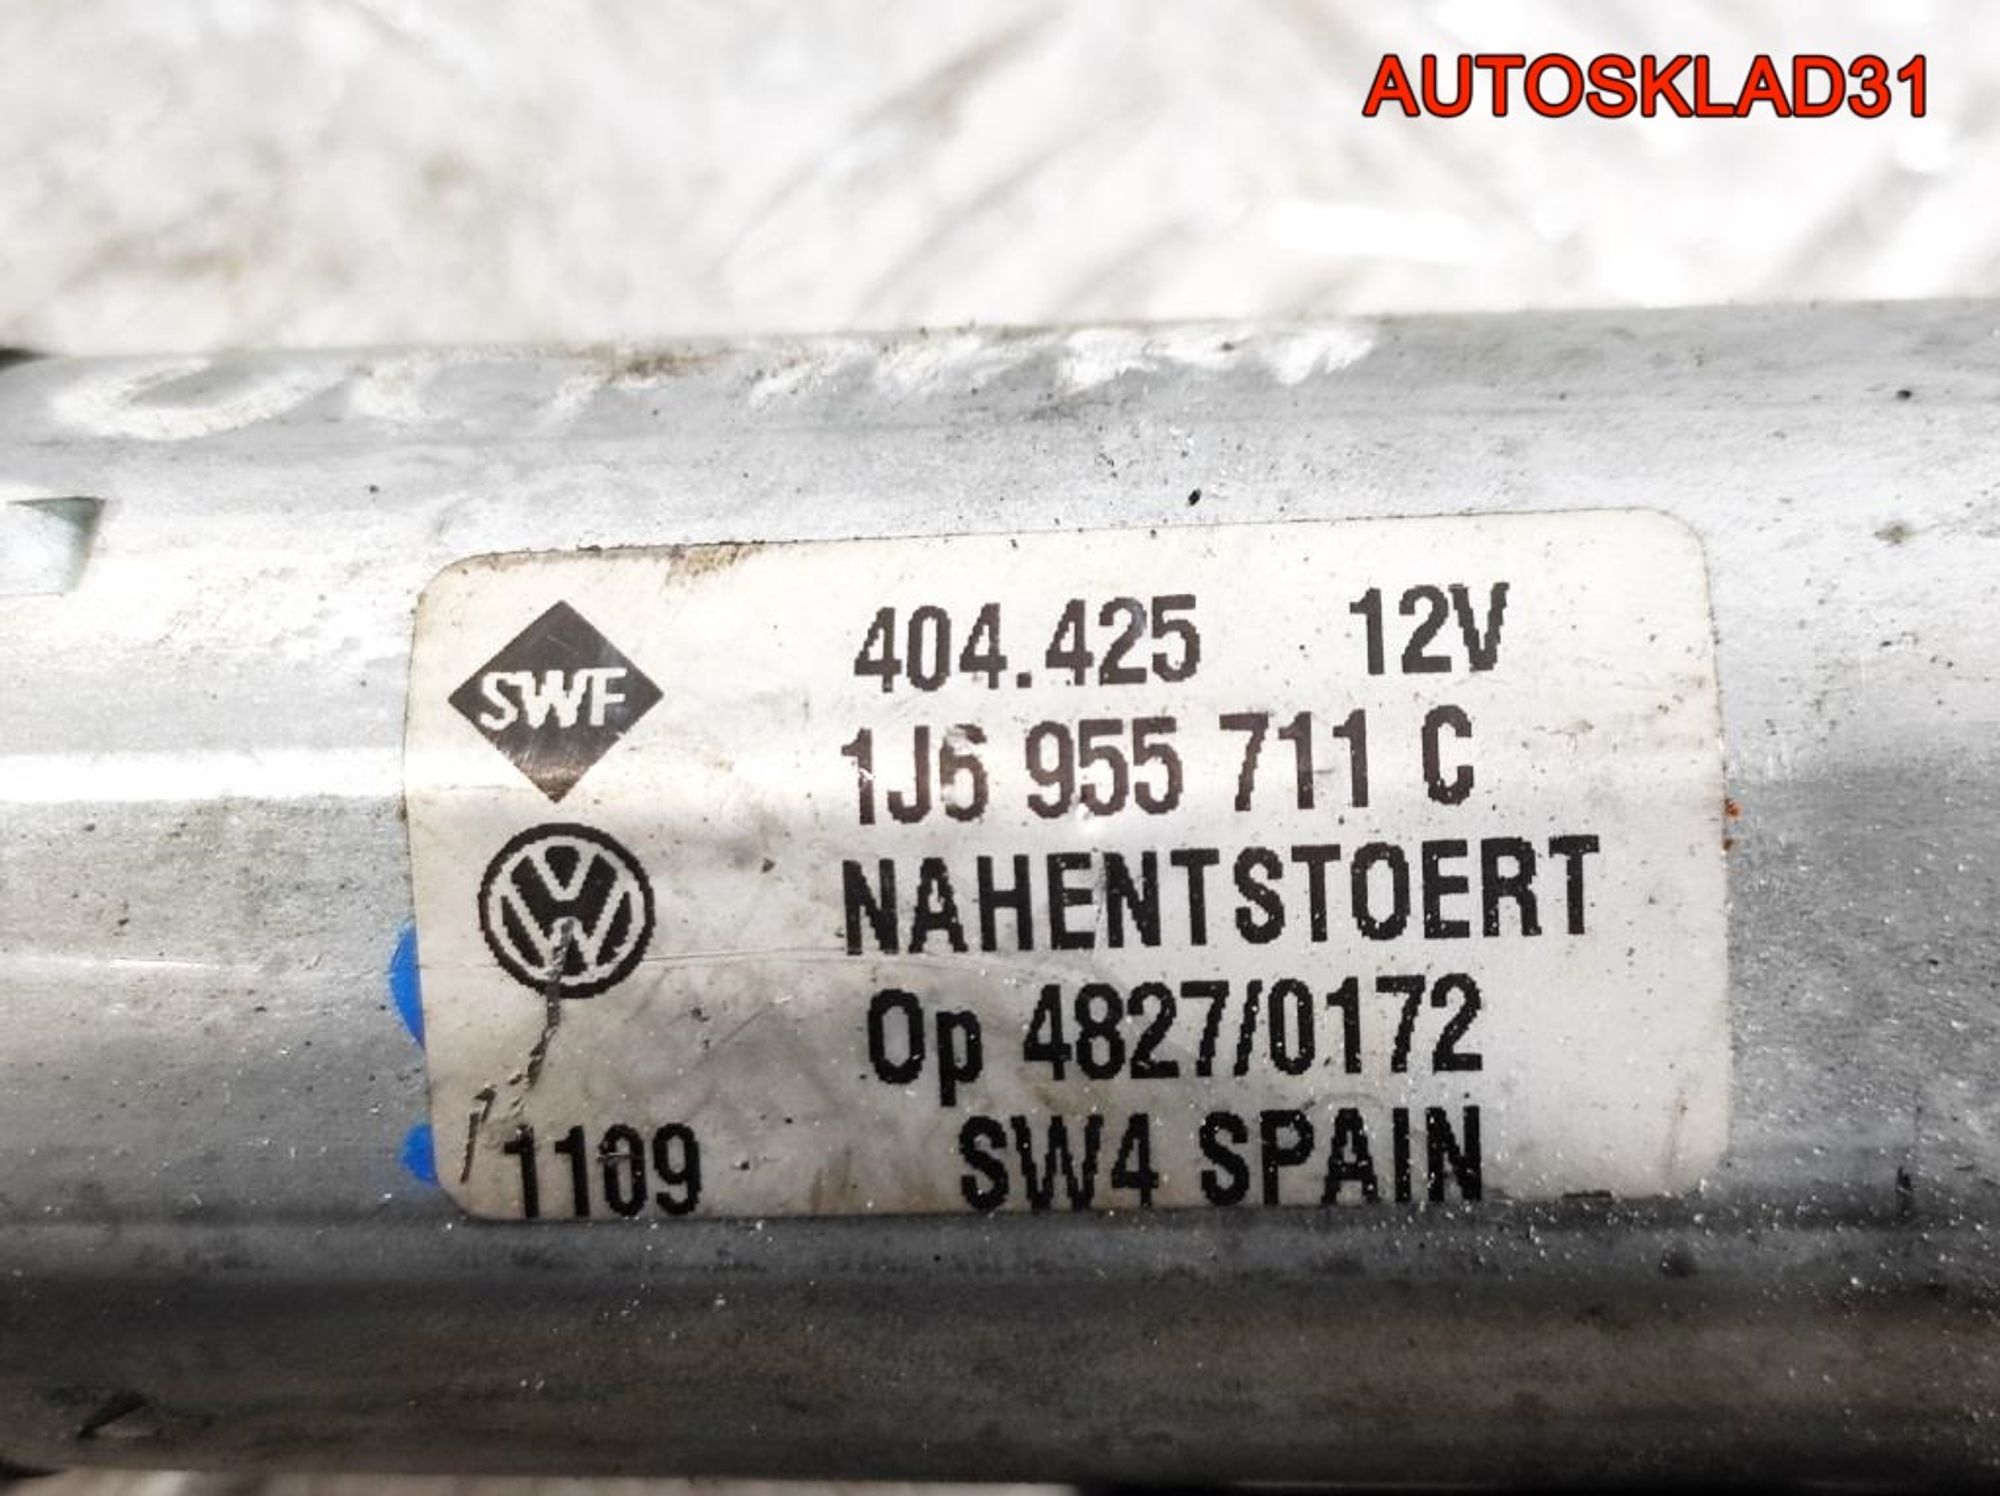 AUTOSKLAD31
SWF
404.425 12V
1J6 955 711 C
NAHENTSTOERT
Op 4827/0172
1109 SW4 SPAIN